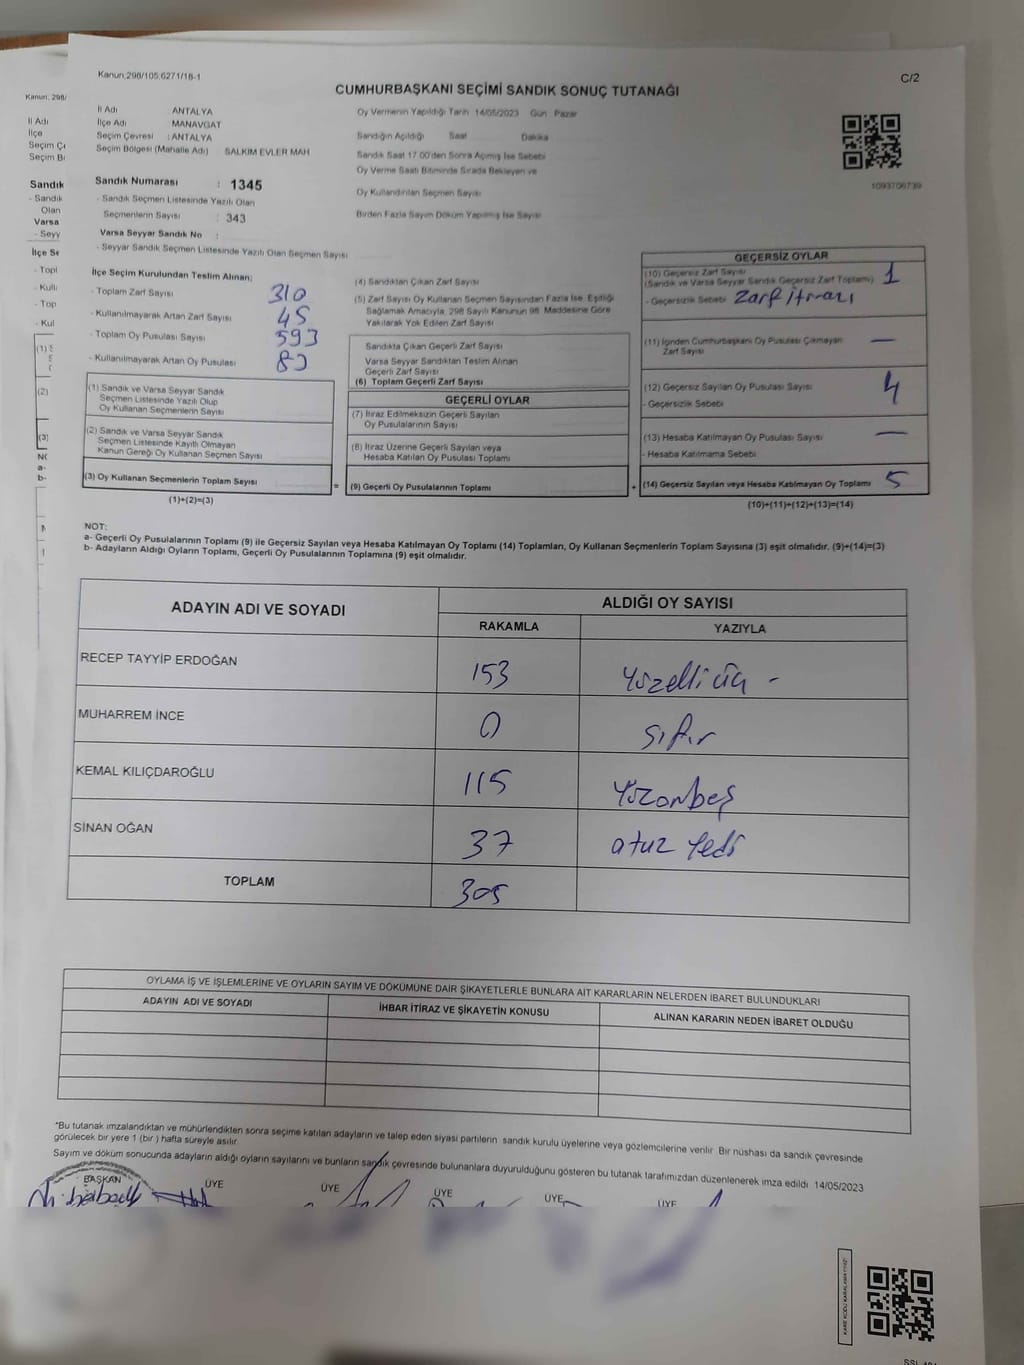 Kanun; 298/105,6271/18-1
C/2
CUMHURBAŞKANI SEÇİMİ SANDIK SONUÇ TUTANAĞI
İl Adı ANTALYA
İlçe Adı MANAVGAT
Seçim Çevresi : ANTALYA
Seçim Bölgesi (Mahalle Adı) SALKIM EVLER MAH
Sandık Numarası : 1345
- Sandık Seçmen Listesinde Yazılı Olan
Seçmenlerin Sayısı : 343
Varsa Seyyar Sandık No :
- Seyyar Sandık Seçmen Listesinde Yazılı Olan Seçmen Sayısı
Oy Vermenin Yapıldığı Tarih 14/05/2023 Gün Pazar
Sandığın Açıldığı Saat Dakika
Sandık Saat 17.00'den Sonra Açılmış İse Sebebi
Oy Verme Saati Bitiminde Sırada Bekleyen ve
Oy Kullandırılan Seçmen Sayısı
Birden Fazla Sayım Döküm Yapılmış İse Sayısı
1093706739
İlçe Seçim Kurulundan Teslim Alınan;
- Toplam Zarf Sayısı 310
- Kullanılmayarak Artan Zarf Sayısı 45
- Toplam Oy Pusulası Sayısı 593
- Kullanılmayarak Artan Oy Pusulası
(1) Sandık ve Varsa Seyyar Sandık
Seçmen Listesinde Yazılı Olup
Oy Kullanan Seçmenlerin Sayısı
(2) Sandık ve Varsa Seyyar Sandık
Seçmen Listesinde Kayıtlı Olmayan
Kanun Gereği Oy Kullanan Seçmen Sayısı
(3) Oy Kullanan Seçmenlerin Toplam Sayısı
(1)+(2)=(3)
(4) Sandıktan Çıkan Zarf Sayısı
(5) Zarf Sayısı Oy Kullanan Seçmen Sayısından Fazla İse, Eşitliği
Sağlamak Amacıyla, 298 Sayılı Kanunun 98. Maddesine Göre
Yakılarak Yok Edilen Zarf Sayısı
Sandıkta Çıkan Geçerli Zarf Sayısı
Varsa Seyyar Sandıktan Teslim Alınan
Geçerli Zarf Sayısı
(6) Toplam Geçerli Zarf Sayısı
GEÇERLİ OYLAR
(7) İtiraz Edilmeksizin Geçerli Sayılan
Oy Pusulalarının Sayısı
(8) İtiraz Üzerine Geçerli Sayılan veya
Hesaba Katılan Oy Pusulası Toplamı
(9) Geçerli Oy Pusulalarının Toplamı
GEÇERSİZ OYLAR
(10) Geçersiz Zarf Sayısı
(Sandık ve Varsa Seyyar Sandık Geçersiz Zarf Toplamı) 1
- Geçersizlik Sebebi Zarf itirazı
(11) İçinden Cumhurbaşkanı Oy Pusulası Çıkmayan
Zarf Sayısı —
(12) Geçersiz Sayılan Oy Pusulası Sayısı 4
- Geçersizlik Sebebi
(13) Hesaba Katılmayan Oy Pusulası Sayısı —
- Hesaba Katılmama Sebebi
(14) Geçersiz Sayılan veya Hesaba Katılmayan Oy Toplamı 5
(10)+(11)+(12)+(13)=(14)
NOT:
a- Geçerli Oy Pusulalarının Toplamı (9) ile Geçersiz Sayılan veya Hesaba Katılmayan Oy Toplamı (14) Toplamları, Oy Kullanan Seçmenlerin Toplam Sayısına (3) eşit olmalıdır. (9)+(14)=(3)
b- Adayların Aldığı Oyların Toplamı, Geçerli Oy Pusulalarının Toplamına (9) eşit olmalıdır.
ADAYIN ADI VE SOYADI ALDIĞI OY SAYISI
RAKAMLA YAZIYLA
RECEP TAYYİP ERDOĞAN 153 Yüzelli üç -
MUHARREM İNCE 0 sıfır
KEMAL KILIÇDAROĞLU 115 Yüzonbeş
SİNAN OĞAN 37 otuz Yedi
TOPLAM 305
OYLAMA İŞ VE İŞLEMLERİNE VE OYLARIN SAYIM VE DÖKÜMÜNE DAİR ŞİKAYETLERLE BUNLARA AİT KARARLARIN NELERDEN İBARET BULUNDUKLARI
ADAYIN ADI VE SOYADI İHBAR İTİRAZ VE ŞİKAYETİN KONUSU ALINAN KARARIN NEDEN İBARET OLDUĞU
*Bu tutanak imzalandıktan ve mühürlendikten sonra seçime katılan adayların ve talep eden siyasi partilerin sandık kurulu üyelerine veya gözlemcilerine verilir. Bir nüshası da sandık çevresinde
görülecek bir yere 1 (bir) hafta süreyle asılır.
Sayım ve döküm sonucunda adayların aldığı oyların sayılarını ve bunların sandık çevresinde bulunanlara duyurulduğunu gösteren bu tutanak tarafımızdan düzenlenerek imza edildi 14/05/2023
BAŞKAN ÜYE ÜYE ÜYE ÜYE ÜYE